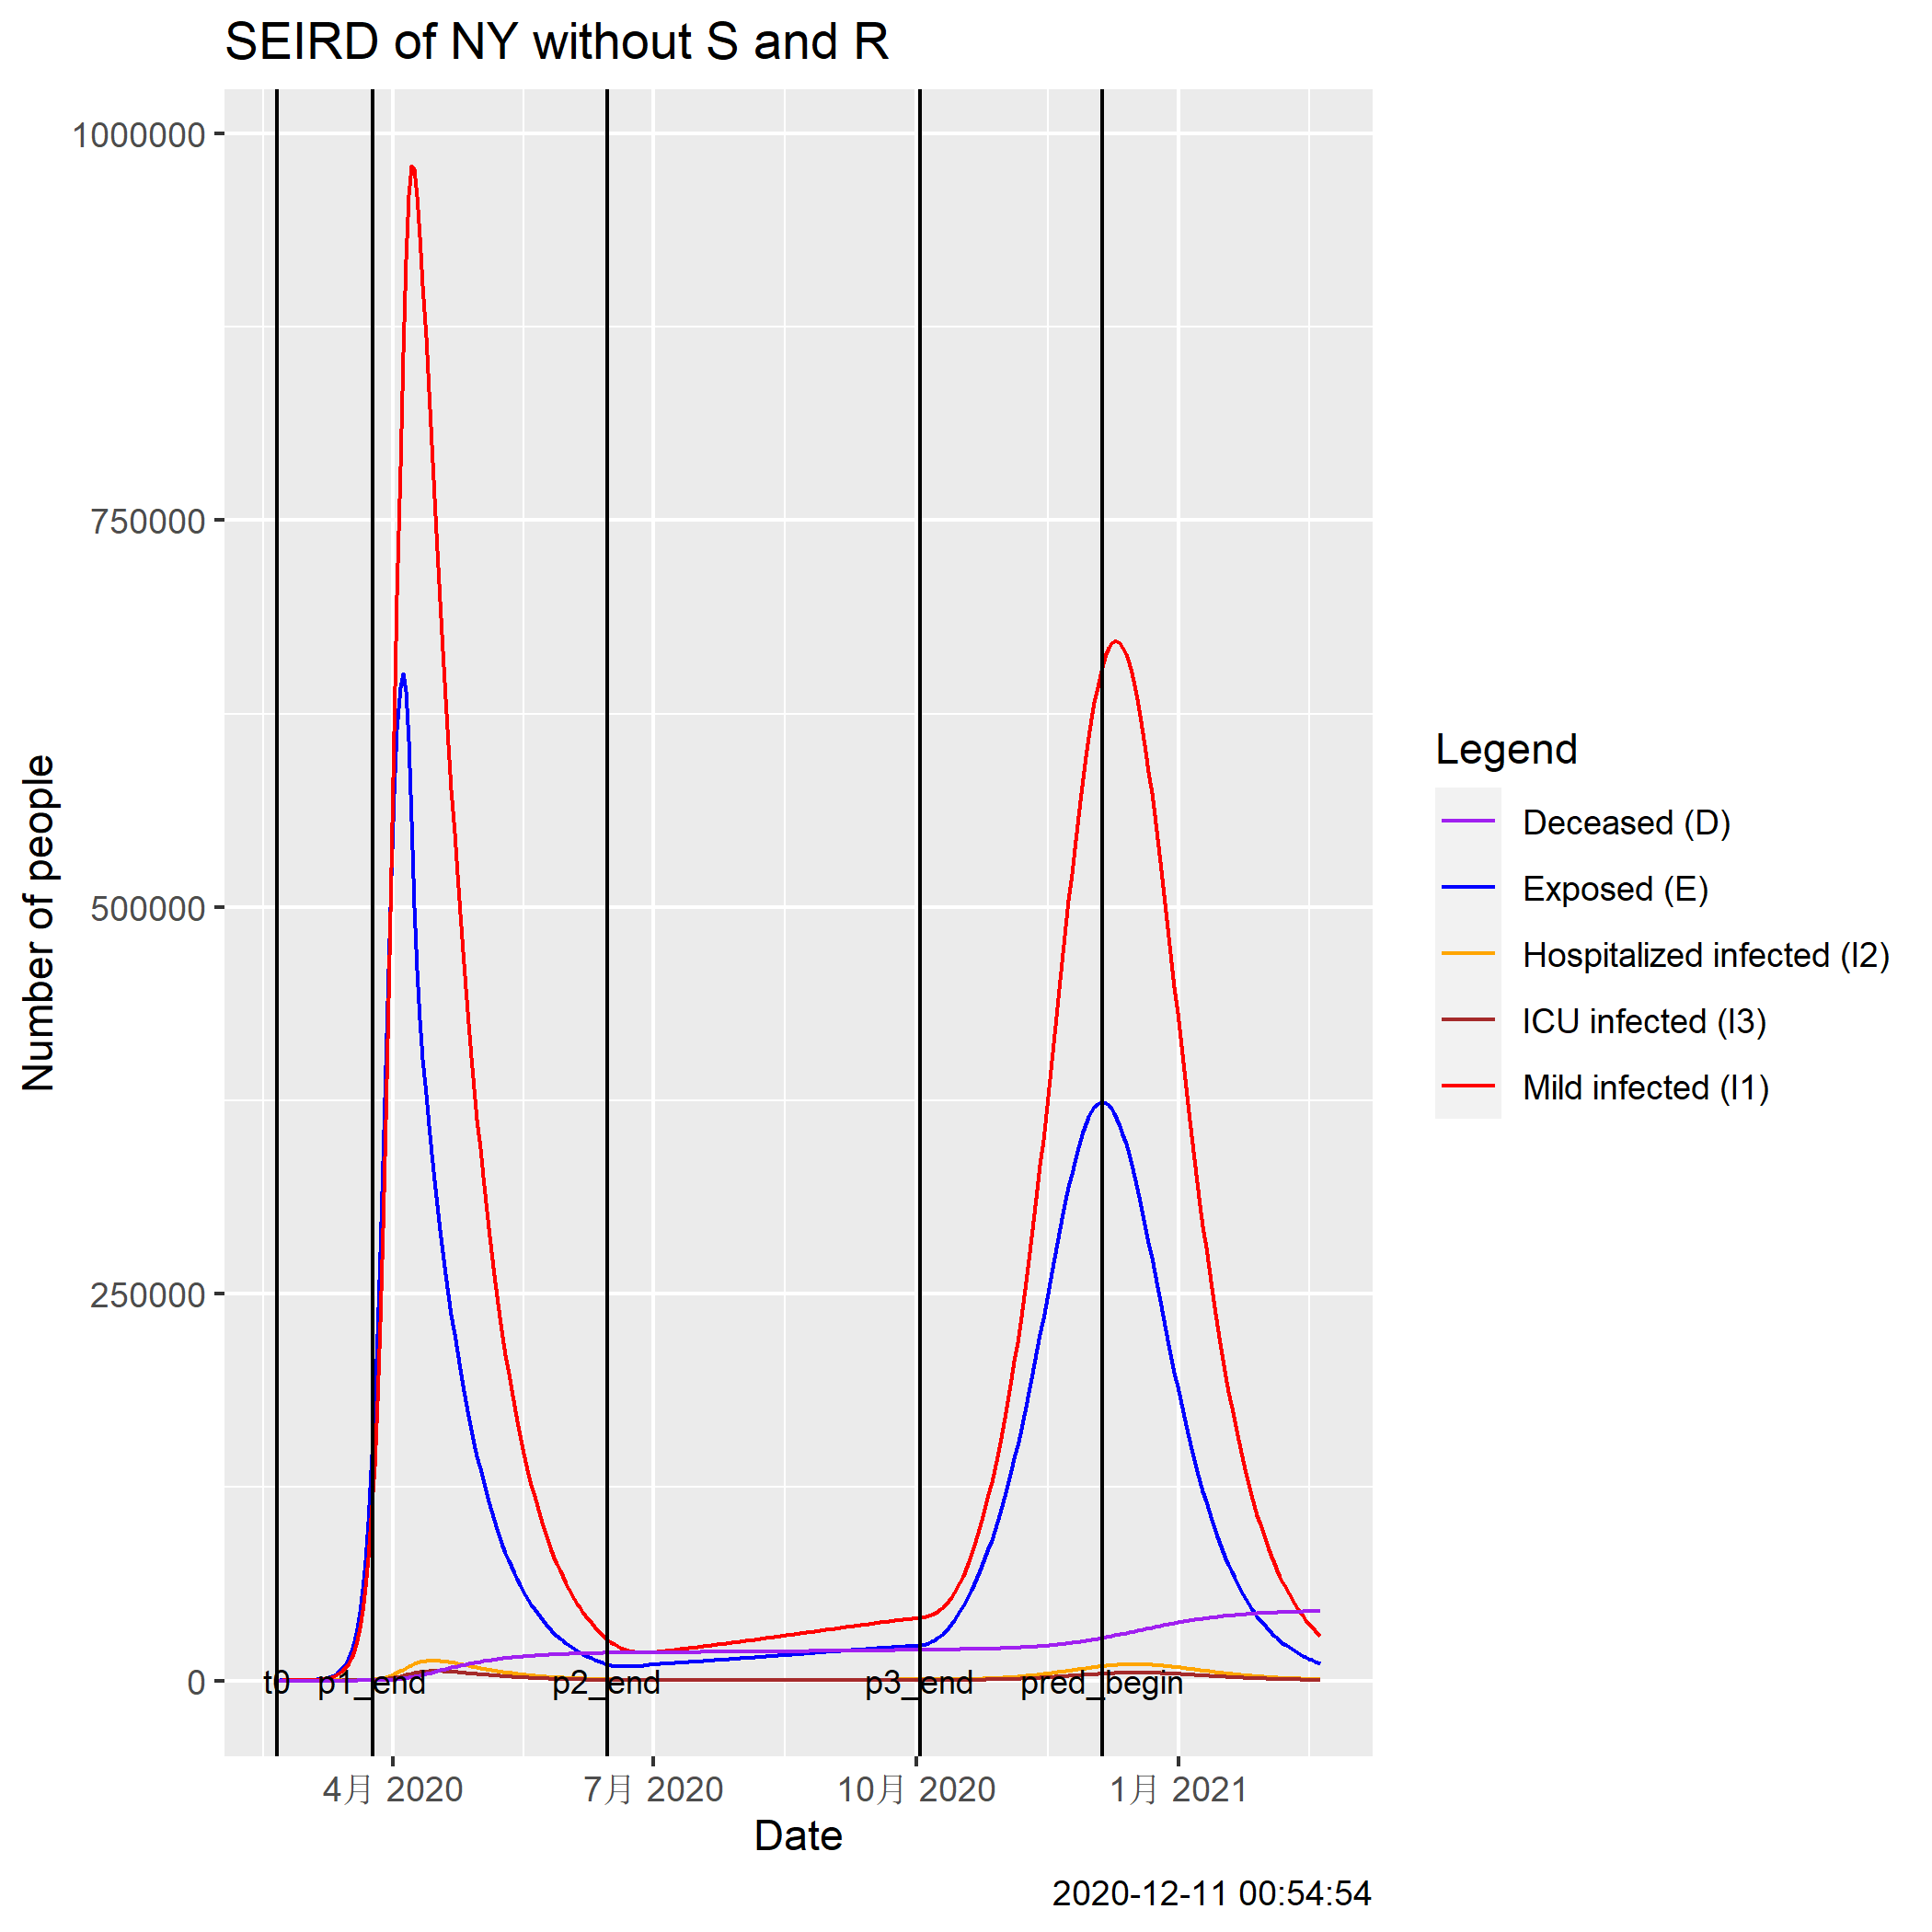 SEIRD of NY without S and R
1000000
750000
500000
250000
0
Number of people
t0 p1_end p2_end p3_end pred_begin
4月 2020 7月 2020 10月 2020 1月 2021
Date
Legend
Deceased (D)
Exposed (E)
Hospitalized infected (I2)
ICU infected (I3)
Mild infected (I1)
2020-12-11 00:54:54